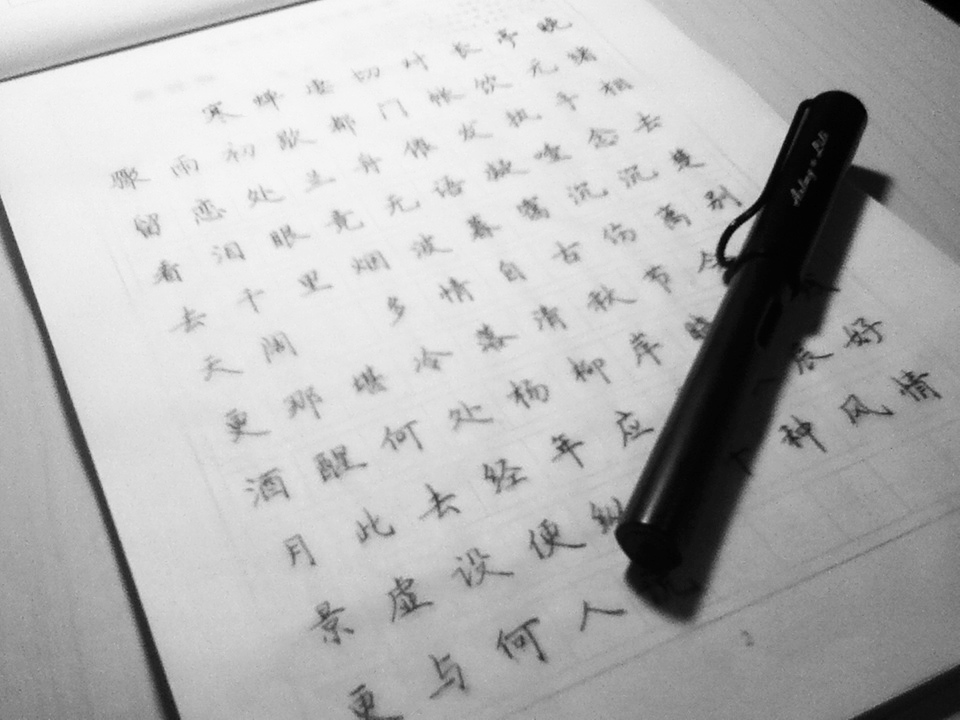 寒蝉凄切对长亭晚
骤雨初歇都门帐饮无绪
留恋处兰舟催发执手相
看泪眼竟无语凝噎念去
去千里烟波暮霭沉沉楚
天阔 多情自古伤离别
更那堪冷落清秋节今
酒醒何处杨柳岸晓
月此去经年应 辰好
景虚设便纵 种风情
更与何人
2